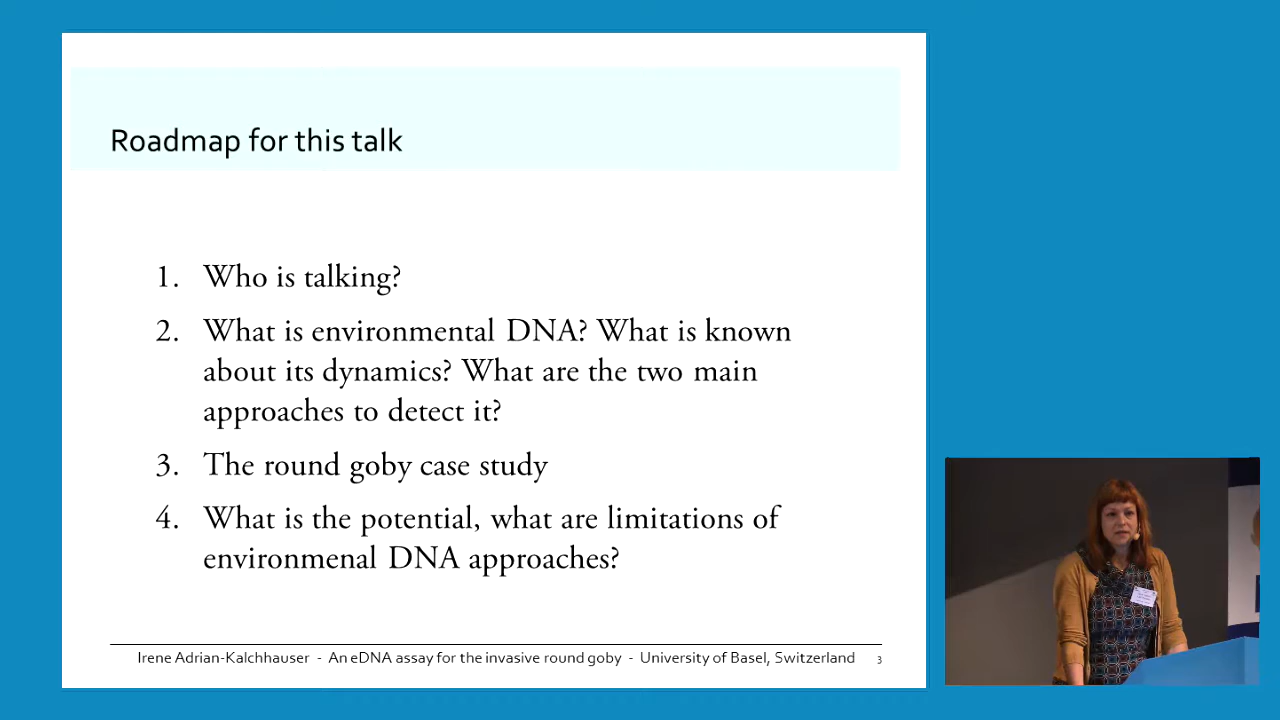 Roadmap for this talk
1. Who is talking?
2. What is environmental DNA? What is known
about its dynamics? What are the two main
approaches to detect it?
3. The round goby case study
4. What is the potential, what are limitations of
environmenal DNA approaches?
Irene Adrian-Kalchhauser - An eDNA assay for the invasive round goby - University of Basel, Switzerland 3